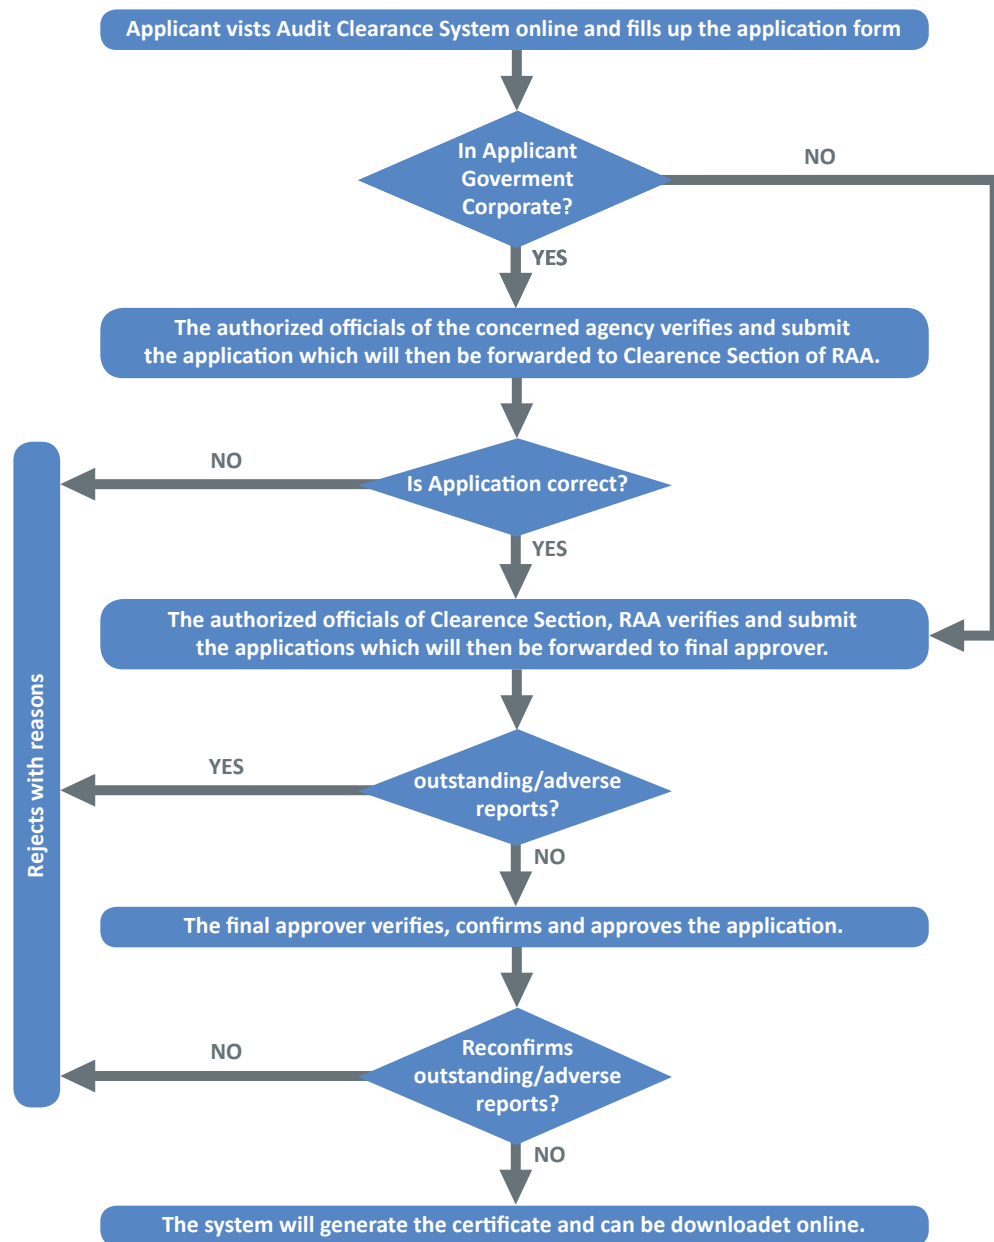 Applicant vists Audit Clearance System online and fills up the application form
In Applicant
Goverment
Corporate?
NO
YES
The authorized officials of the concerned agency verifies and submit
the application which will then be forwarded to Clearence Section of RAA.
NO
Is Application correct?
YES
The authorized officials of Clearence Section, RAA verifies and submit
the applications which will then be forwarded to final approver.
Rejects with reasons
YES
outstanding/adverse
reports?
NO
The final approver verifies, confirms and approves the application.
NO
Reconfirms
outstanding/adverse
reports?
NO
The system will generate the certificate and can be downloadet online.